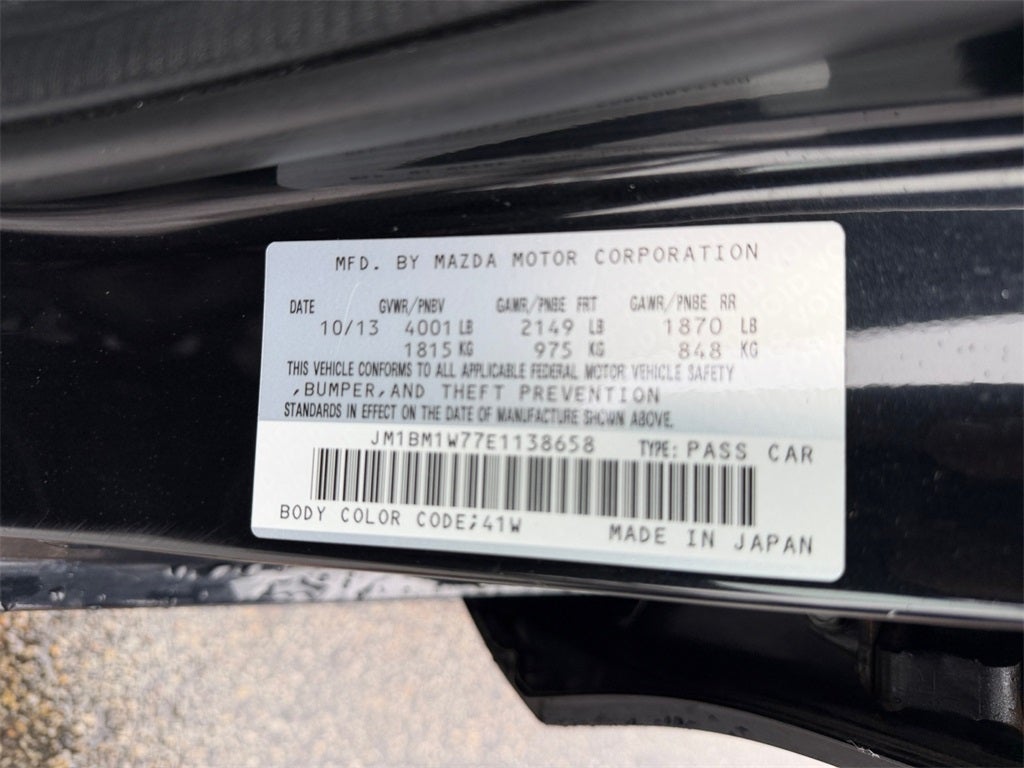 MFD. BY MAZDA MOTOR CORPORATION
DATE GVWR/PNBV GAWR/PNBE FRT GAWR/PNBE RR
10/13 4001 LB 2149 LB 1870 LB
1815 KG 975 KG 848 KG
THIS VEHICLE CONFORMS TO ALL APPLICABLE FEDERAL MOTOR VEHICLE SAFETY
,BUMPER,AND THEFT PREVENTION
STANDARDS IN EFFECT ON THE DATE OF MANUFACTURE SHOWN ABOVE.
JM1BM1W77E1138658 TYPE: PASS CAR
BODY COLOR CODE;41W MADE IN JAPAN